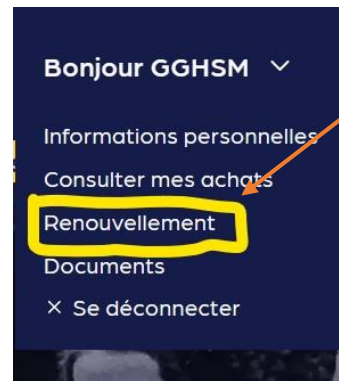 Bonjour GGHSM
Informations personnelles
Consulter mes achats
Renouvellement
Documents
× Se déconnecter